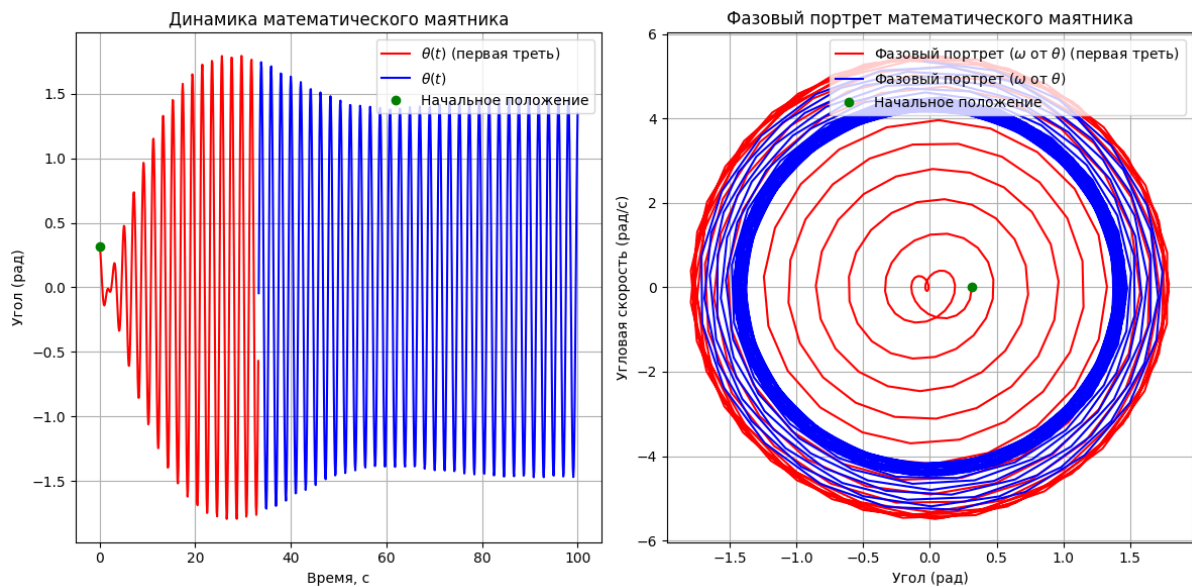 Динамика математического маятника
θ(t) (первая треть)
θ(t)
Начальное положение
Угол (рад)
1.5
1.0
0.5
0.0
−0.5
−1.0
−1.5
0
20
40
60
80
100
Время, с
Фазовый портрет математического маятника
Фазовый портрет (ω от θ) (первая треть)
Фазовый портрет (ω от θ)
Начальное положение
Угловая скорость (рад/с)
6
4
2
0
−2
−4
−6
−1.5
−1.0
−0.5
0.0
0.5
1.0
1.5
Угол (рад)